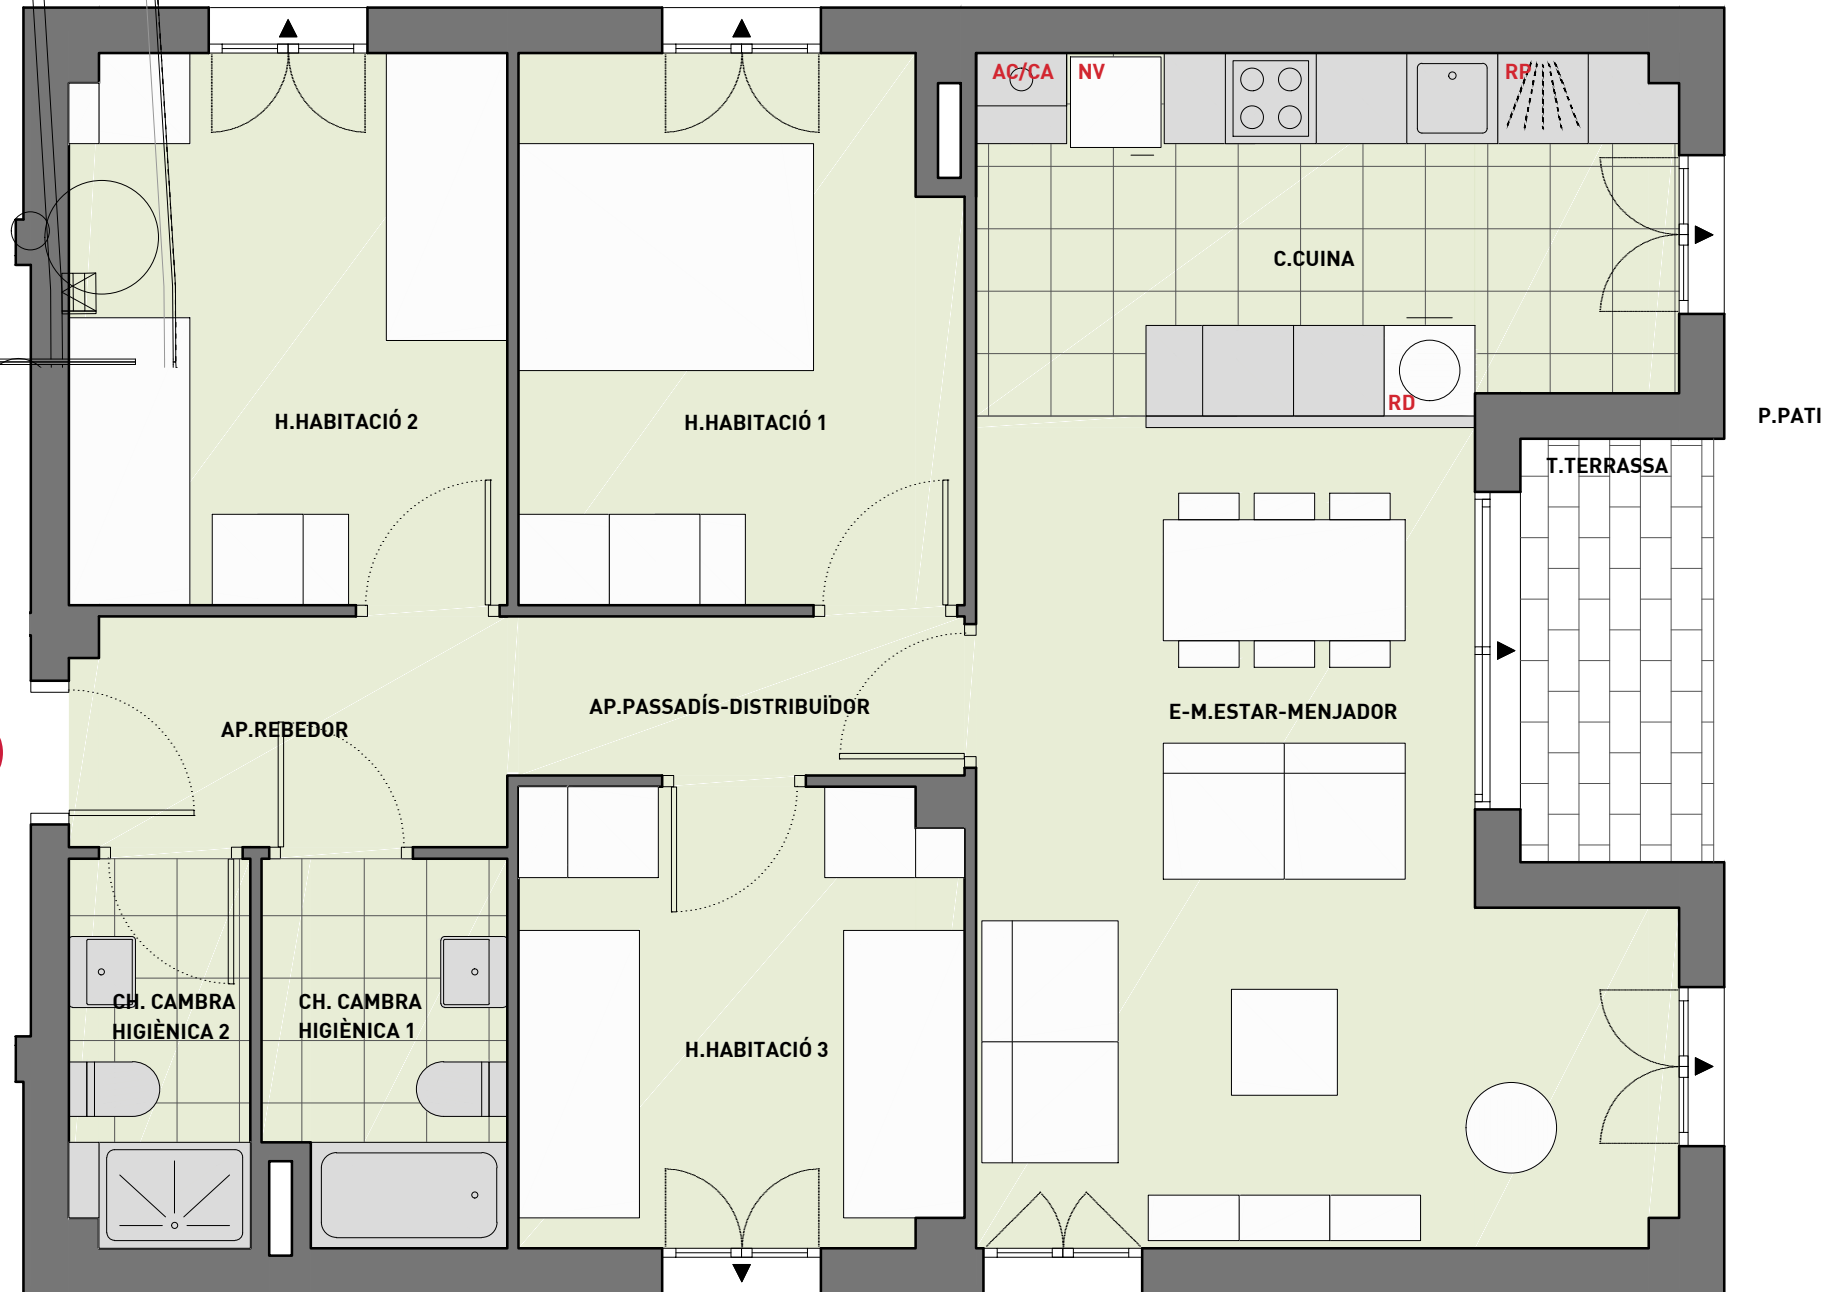 AC/CA
NV
RP
C.CUINA
RD
H.HABITACIÓ 2
H.HABITACIÓ 1
P.PATI
T.TERRASSA
AP.REBEDOR
AP.PASSADÍS-DISTRIBUÏDOR
E-M.ESTAR-MENJADOR
CH. CAMBRA
HIGIÈNICA 2
CH. CAMBRA
HIGIÈNICA 1
H.HABITACIÓ 3